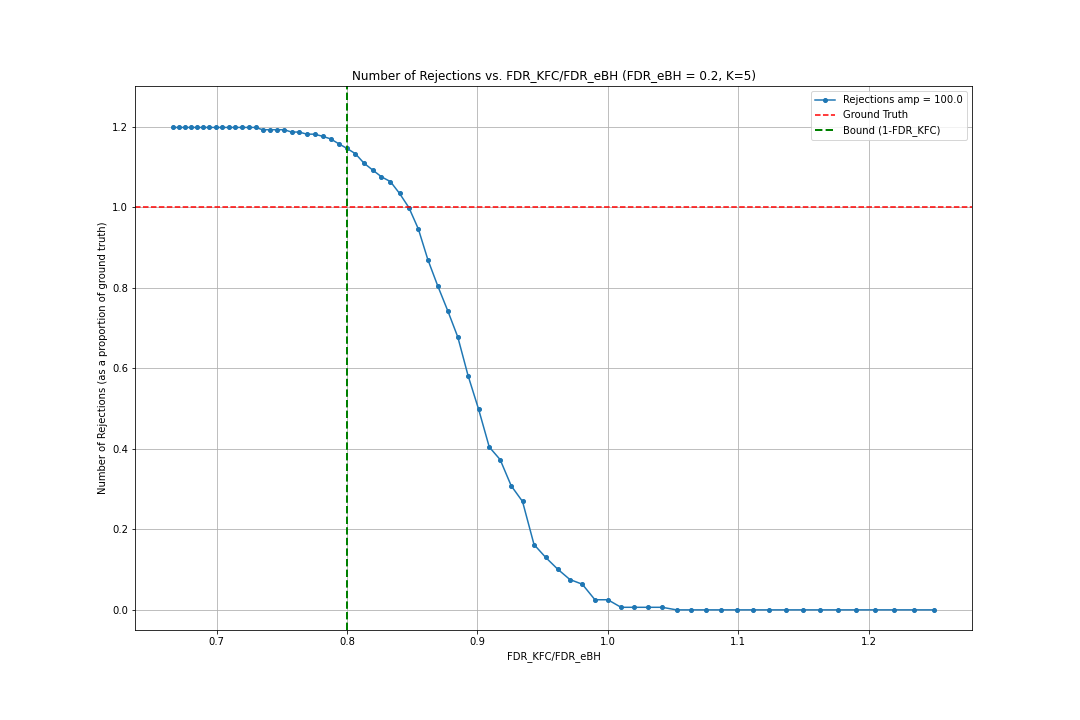 Number of Rejections vs. FDR_KFC/FDR_eBH (FDR_eBH = 0.2, K=5)
Rejections amp = 100.0
Ground Truth
Bound (1-FDR_KFC)
Number of Rejections (as a proportion of ground truth)
1.2
1.0
0.8
0.6
0.4
0.2
0.0
0.7 0.8 0.9 1.0 1.1 1.2
FDR_KFC/FDR_eBH